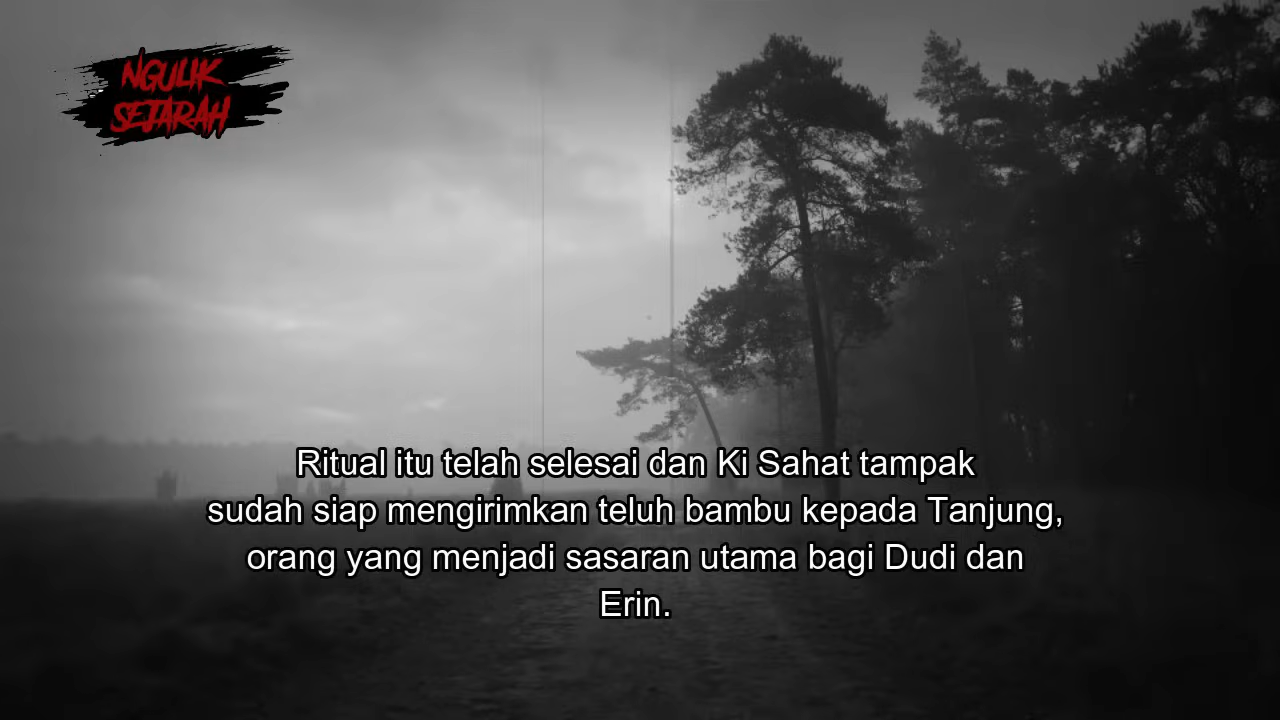 NGULIK
SEJARAH
Ritual itu telah selesai dan Ki Sahat tampak
sudah siap mengirimkan teluh bambu kepada Tanjung,
orang yang menjadi sasaran utama bagi Dudi dan
Erin.